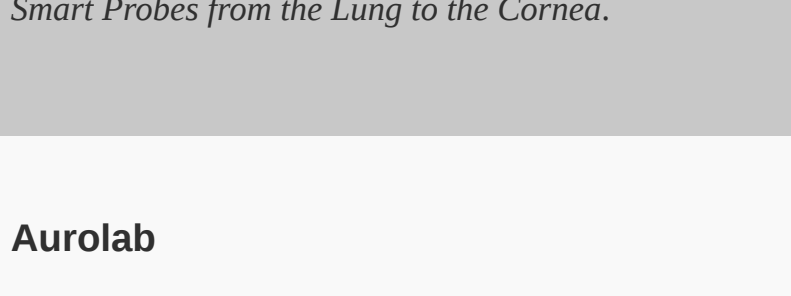 Smart Probes from the Lung to the Cornea.
Aurolab